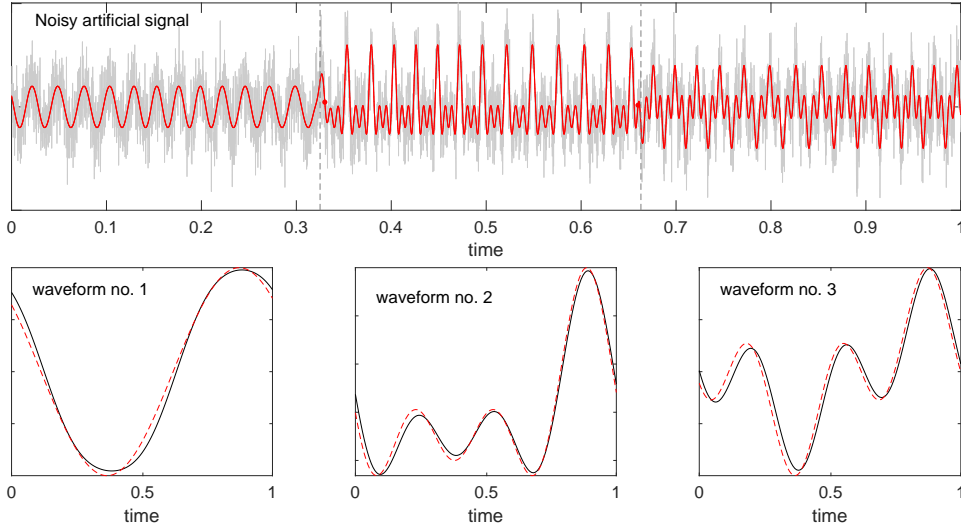 Noisy artificial signal
0 0.1 0.2 0.3 0.4 0.5 0.6 0.7 0.8 0.9 1
time
waveform no. 1
waveform no. 2
waveform no. 3
0 0.5 1
0 0.5 1
0 0.5 1
time
time
time